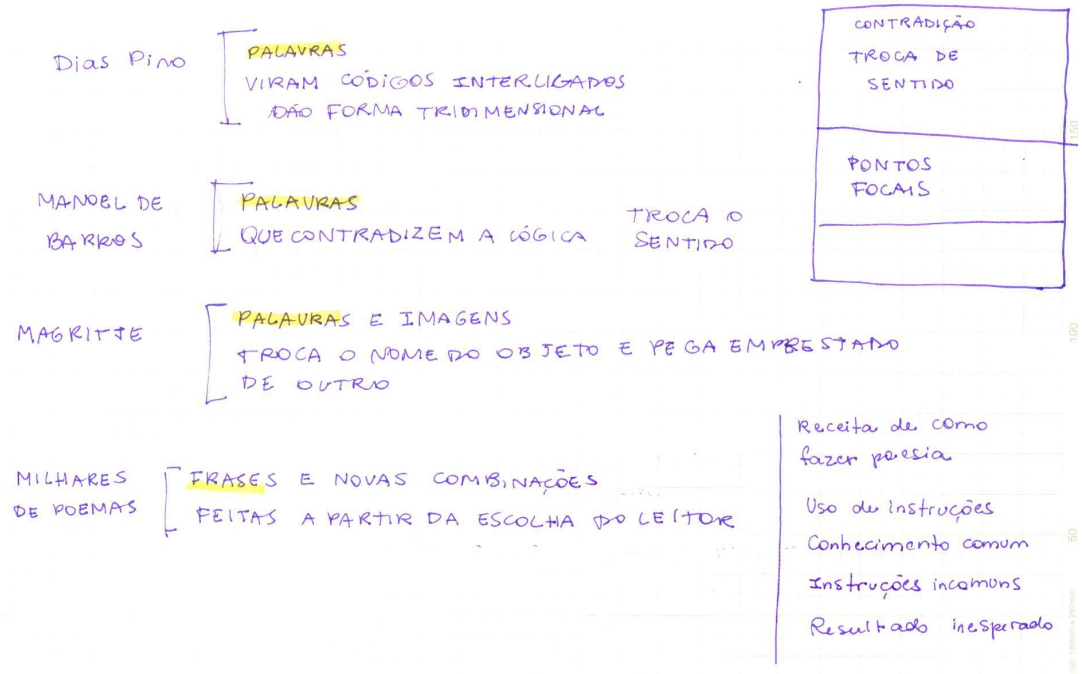 Dias Pino
PALAVRAS
VIRAM CÓDIGOS INTERLIGADOS
DÃO FORMA TRIDIMENSIONAL
CONTRADIÇÃO
TROCA DE
SENTIDO
PONTOS
FOCAIS
MANOEL DE
BARROS
PALAVRAS
QUE CONTRADIZEM A LÓGICA
TROCA O
SENTIDO
MAGRITTE
PALAVRAS E IMAGENS
TROCA O NOME DO OBJETO E PEGA EMPRESTADO
DE OUTRO
MILHARES
DE POEMAS
FRASES E NOVAS COMBINAÇÕES
FEITAS A PARTIR DA ESCOLHA DO LEITOR
Receita de como
fazer poesia
Uso de instruções
Conhecimento comum
Instruções incomuns
Resultado inesperado
150
100
50